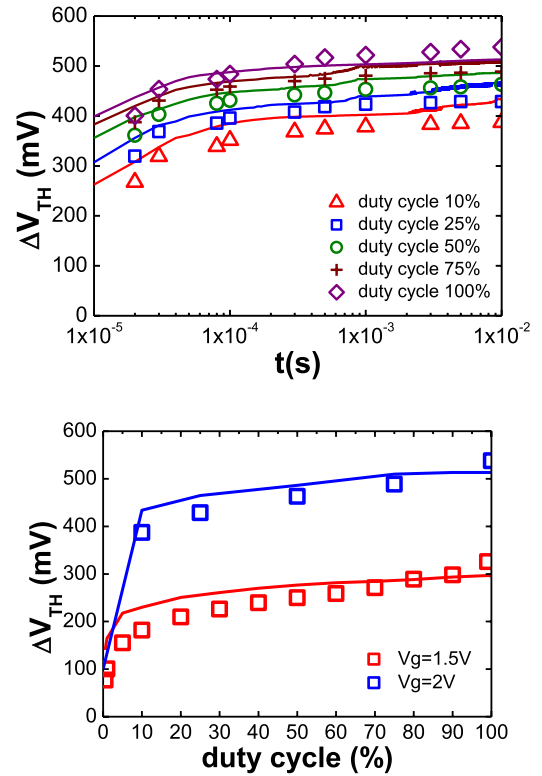 600
500
400
300
200
100
0
ΔV_TH (mV)
duty cycle 10%
duty cycle 25%
duty cycle 50%
duty cycle 75%
duty cycle 100%
1x10⁻⁵ 1x10⁻⁴ 1x10⁻³ 1x10⁻²
t(s)
600
500
400
300
200
100
0
ΔV_TH (mV)
Vg=1.5V
Vg=2V
0 10 20 30 40 50 60 70 80 90 100
duty cycle (%)